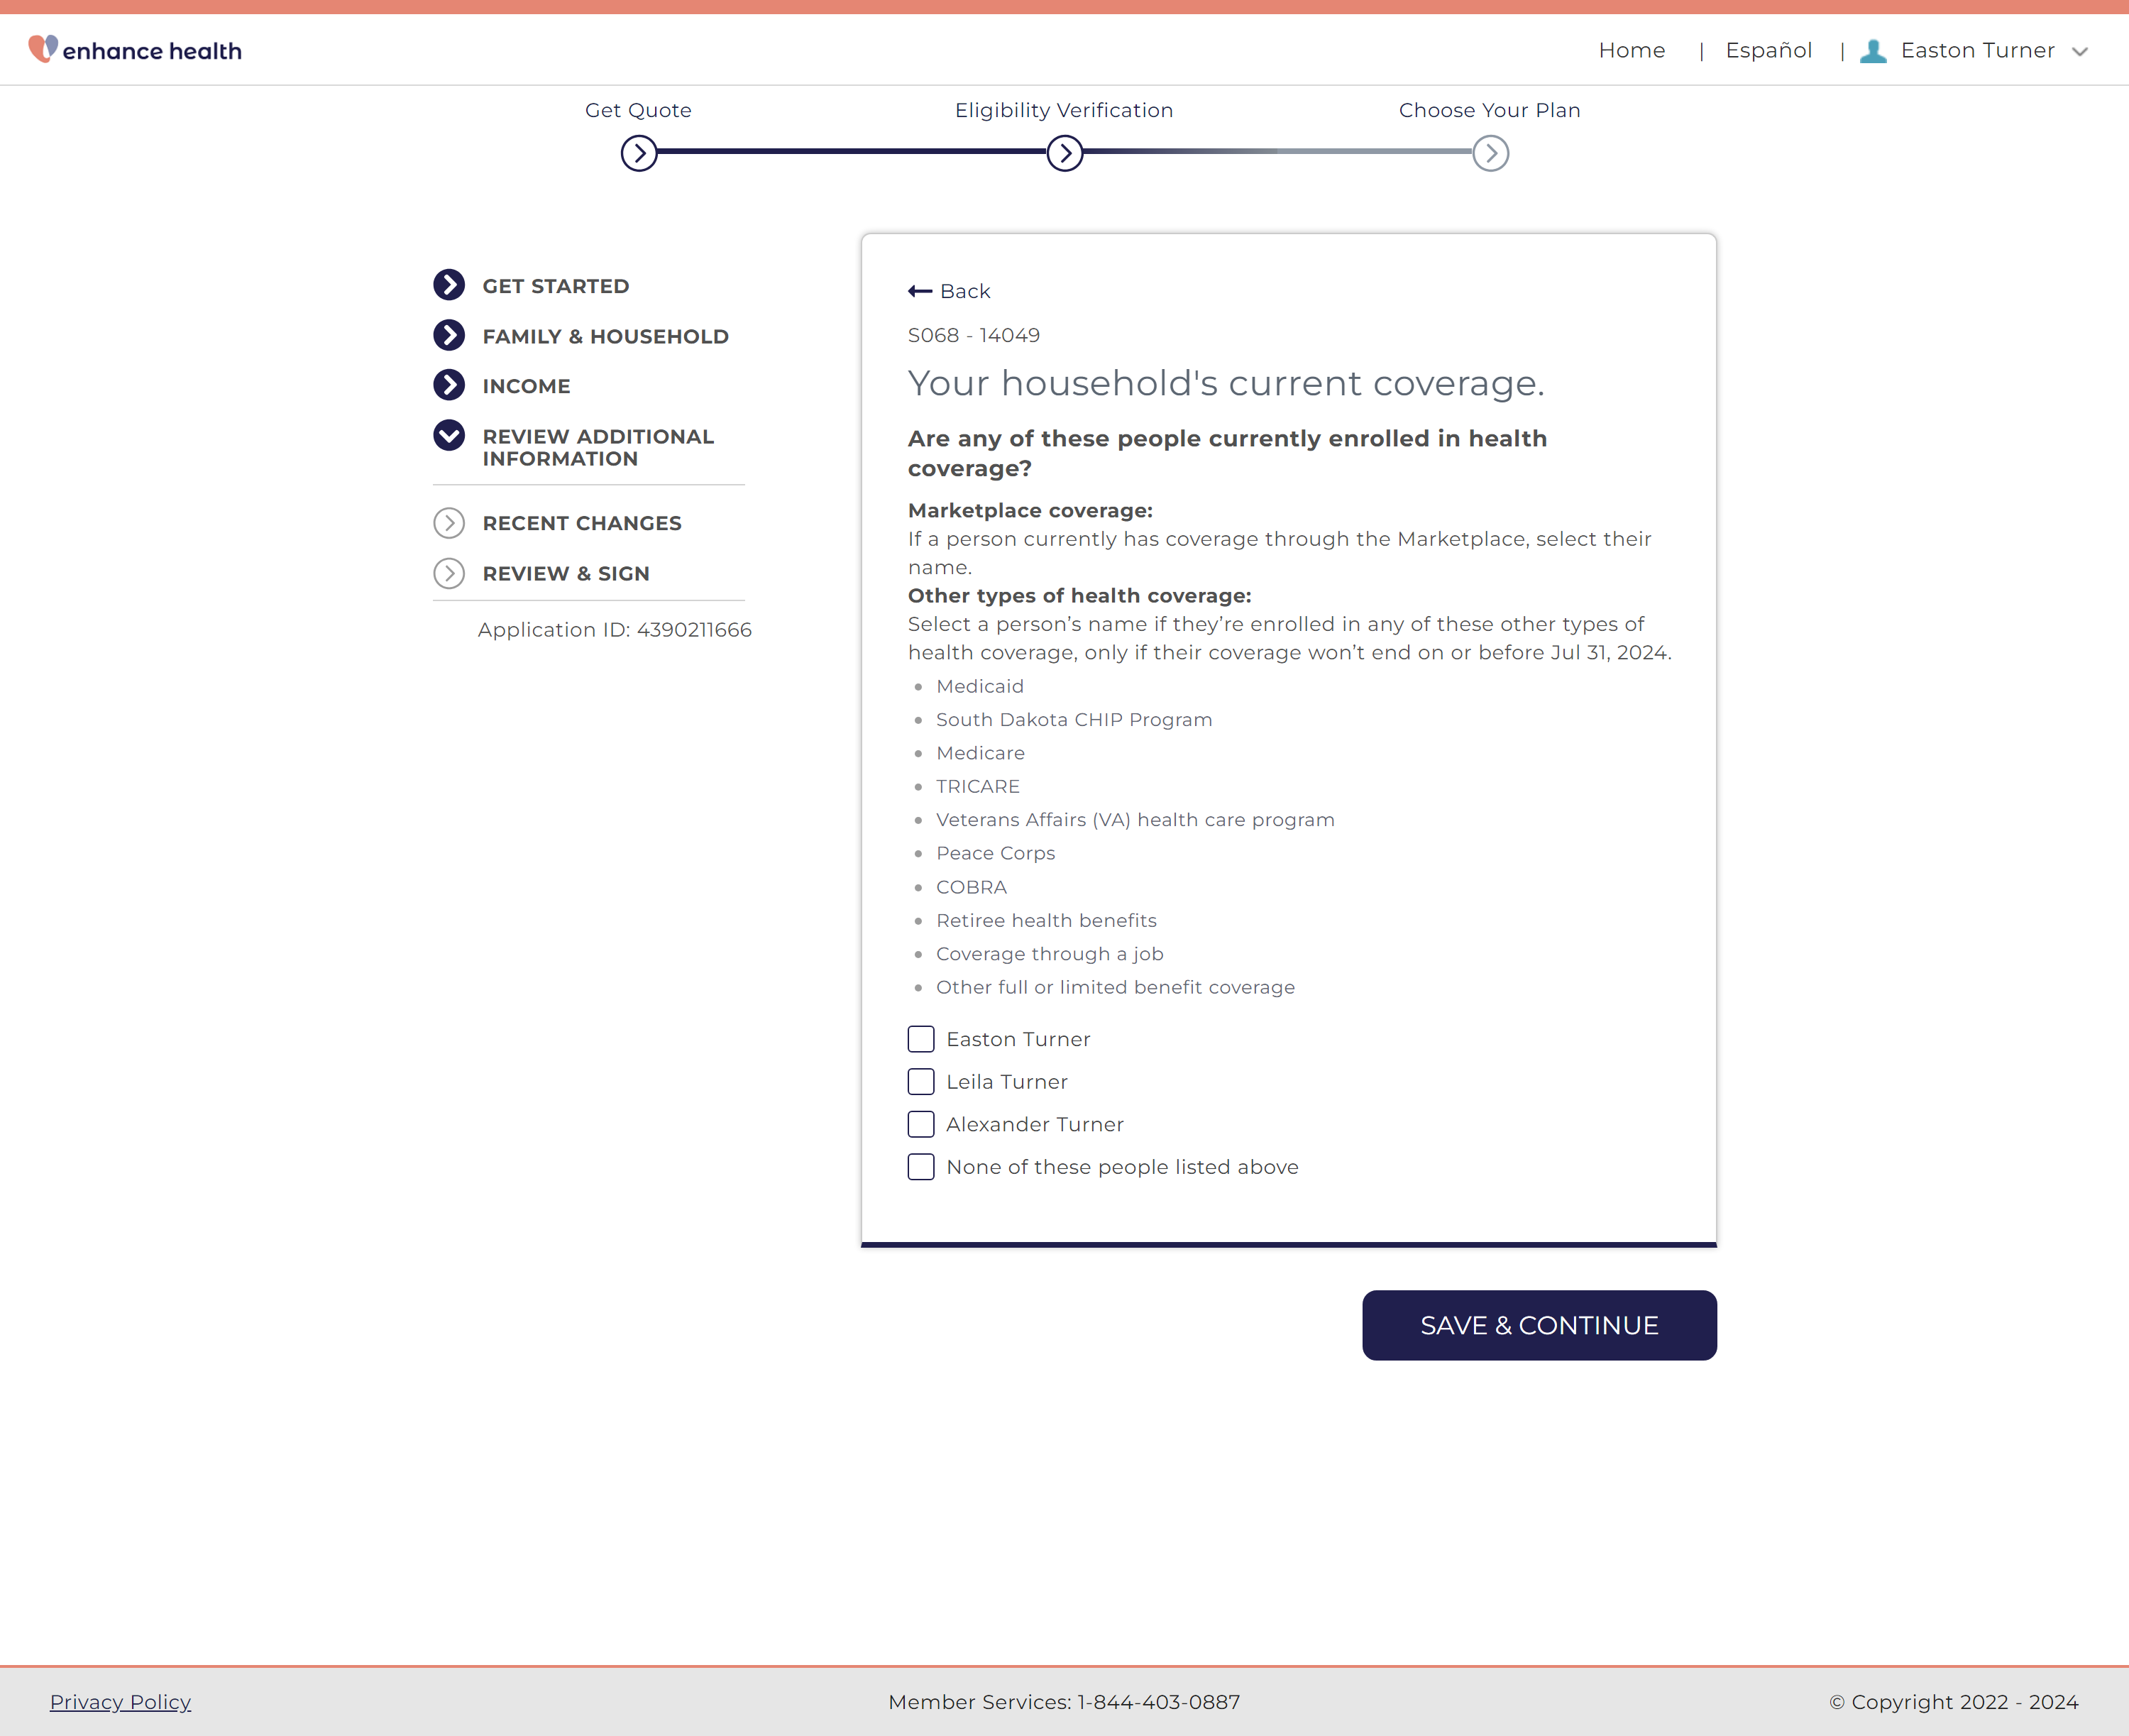 enhance health
Home | Español | Easton Turner
Get Quote
Eligibility Verification
Choose Your Plan
GET STARTED
FAMILY & HOUSEHOLD
INCOME
REVIEW ADDITIONAL
INFORMATION
RECENT CHANGES
REVIEW & SIGN
Application ID: 4390211666
Back
S068 - 14049
Your household's current coverage.
Are any of these people currently enrolled in health
coverage?
Marketplace coverage:
If a person currently has coverage through the Marketplace, select their
name.
Other types of health coverage:
Select a person’s name if they’re enrolled in any of these other types of
health coverage, only if their coverage won’t end on or before Jul 31, 2024.
• Medicaid
• South Dakota CHIP Program
• Medicare
• TRICARE
• Veterans Affairs (VA) health care program
• Peace Corps
• COBRA
• Retiree health benefits
• Coverage through a job
• Other full or limited benefit coverage
Easton Turner
Leila Turner
Alexander Turner
None of these people listed above
SAVE & CONTINUE
Privacy Policy
Member Services: 1-844-403-0887
© Copyright 2022 - 2024